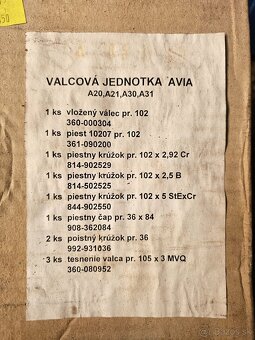 VALCOVÁ JEDNOTKA AVIA
A20,A21,A30,A31
1 ks vložený válec pr. 102
360-000304
1 ks piest 10207 pr. 102
361-090200
1 ks piestny krúžok pr. 102 x 2,92 Cr
814-902529
1 ks piestny krúžok pr. 102 x 2,5 B
814-502525
1 ks piestny krúžok pr. 102 x 5 StExCr
844-902550
1 ks piestny čap pr. 36 x 84
908-362084
2 ks poistný krúžok pr. 36
992-931036
3 ks tesnenie valca pr. 105 x 3 MVQ
360-080952